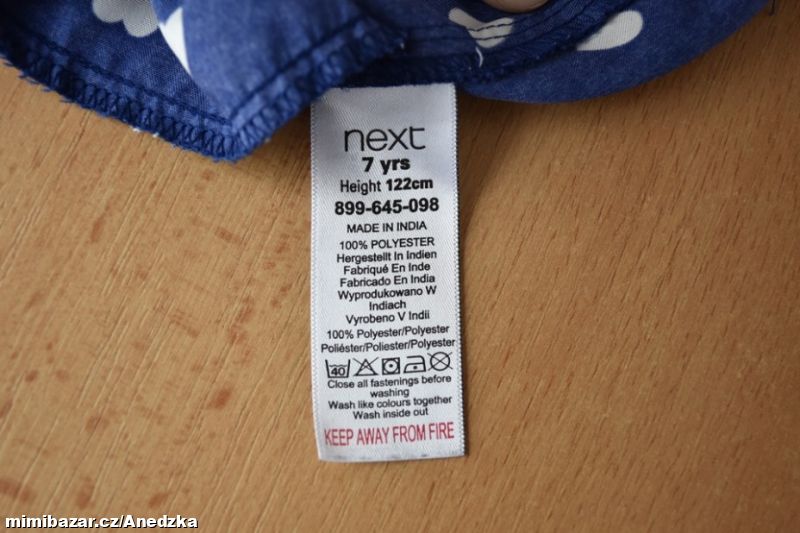 next
7 yrs
Height 122cm
899-645-098
MADE IN INDIA
100% POLYESTER
Hergestellt In Indien
Fabriqué En Inde
Fabricado En India
Wyprodukowano W
Indiach
Vyrobeno V Indii
100% Polyester/Polyester
Poliéster/Poliester/Polyester
40
Close all fastenings before
washing
Wash like colours together
Wash inside out
KEEP AWAY FROM FIRE
mimibazar.cz/Anedzka